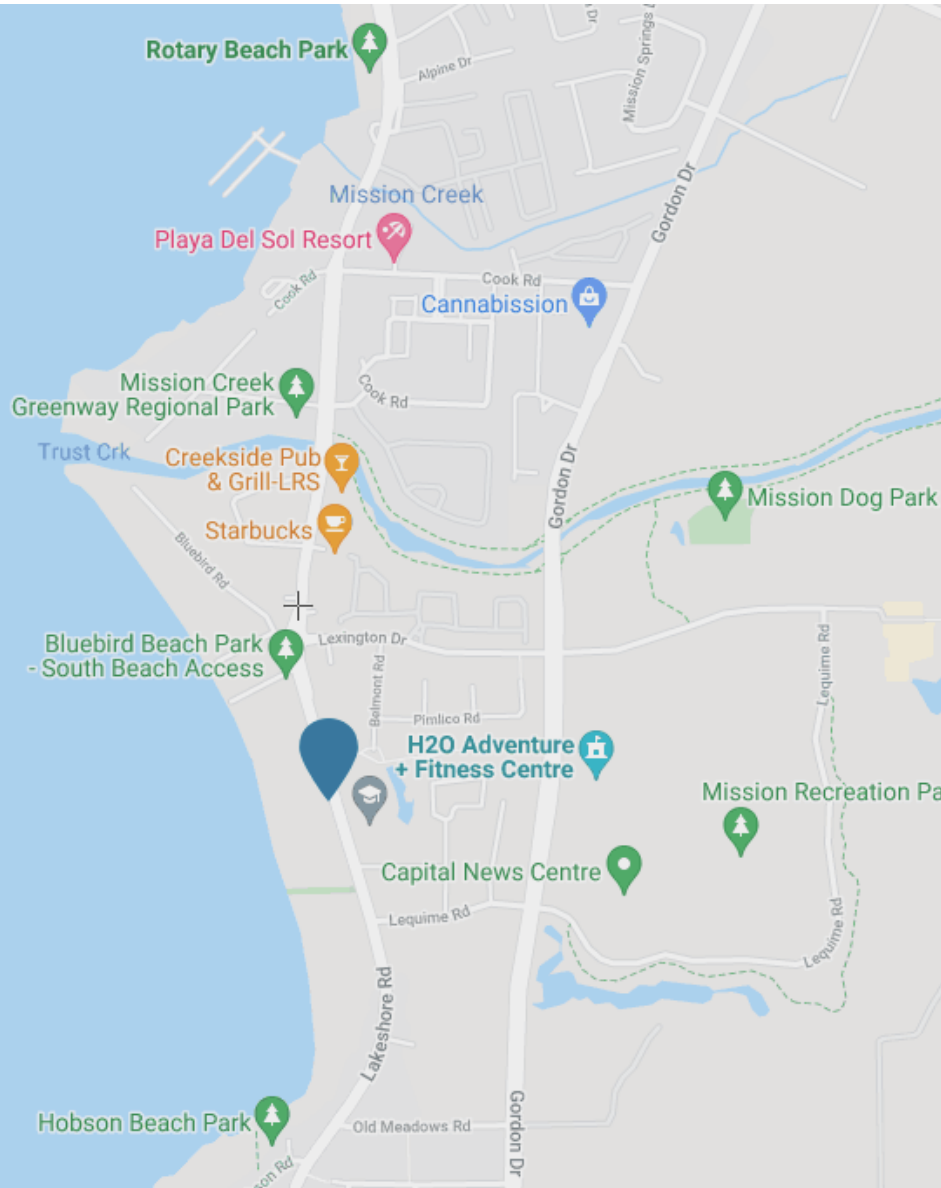 Rotary Beach Park
Alpine Dr
Dr
Mission Springs
Gordon Dr
Mission Creek
Playa Del Sol Resort
Cook Rd
Cook Rd
Cannabission
Mission Creek
Greenway Regional Park
Cook Rd
Trust Crk
Creekside Pub
& Grill-LRS
Gordon Dr
Mission Dog Park
Starbucks
Bluebird Rd
Bluebird Beach Park
- South Beach Access
Lexington Dr
Belmont Rd
Lequime Rd
Pimlico Rd
H2O Adventure
+ Fitness Centre
Mission Recreation Pa
Capital News Centre
Lequime Rd
Lequime Rd
Lakeshore Rd
Hobson Beach Park
Old Meadows Rd
Gordon Dr
son Rd